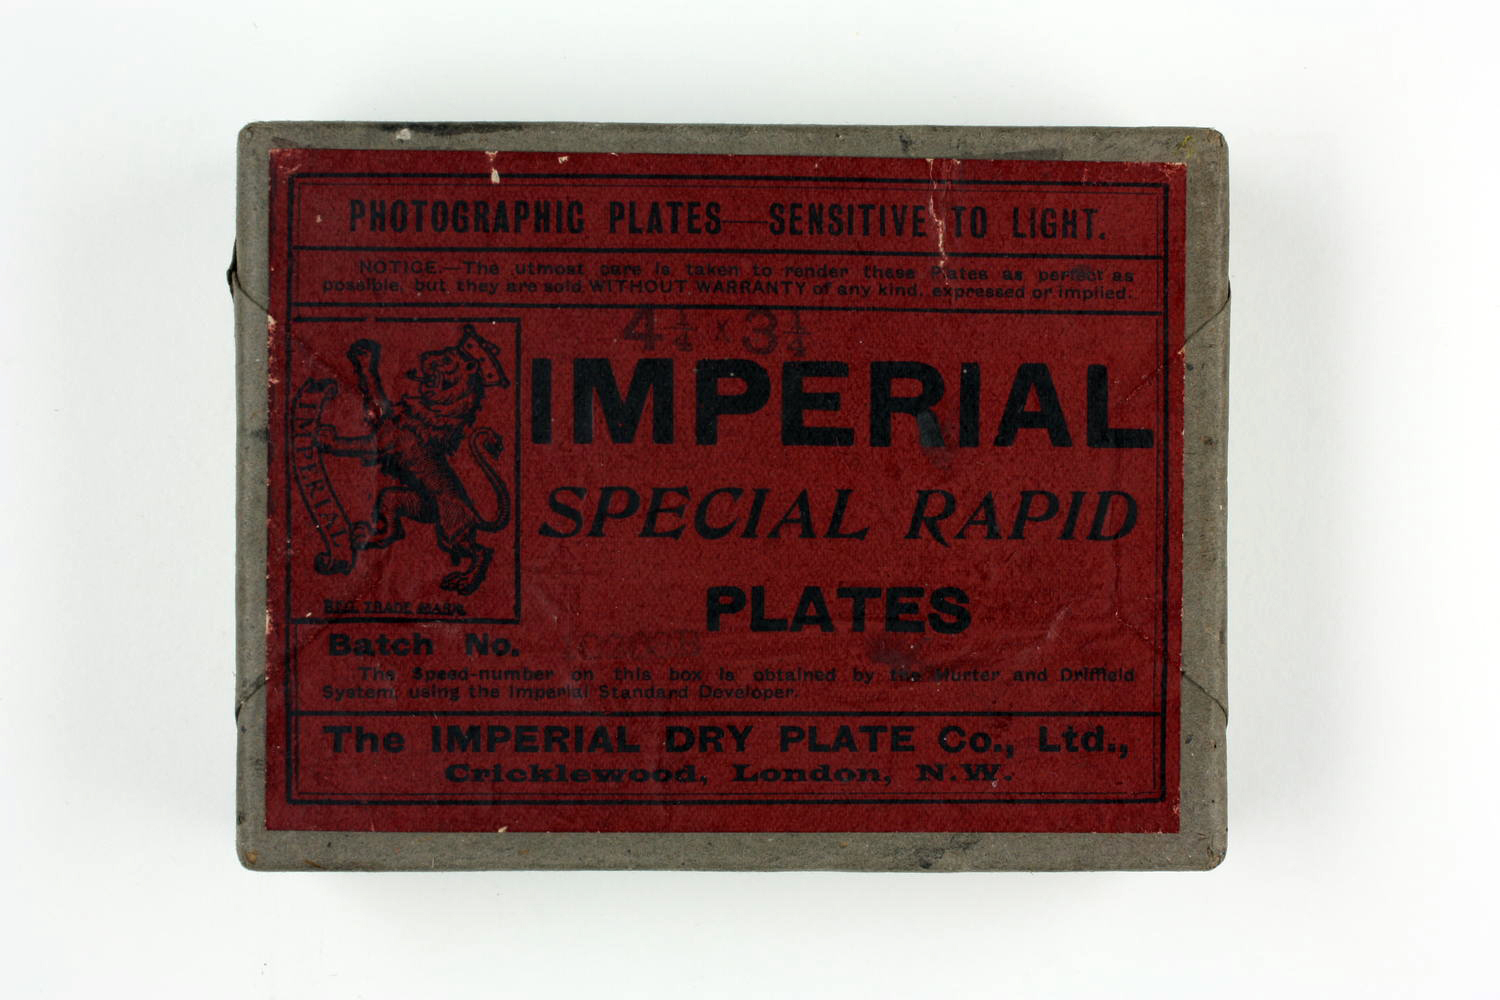 PHOTOGRAPHIC PLATES—SENSITIVE TO LIGHT.
NOTICE.—The utmost care is taken to render these Plates as perfect as
possible, but they are sold WITHOUT WARRANTY of any kind, expressed or implied.
4¼ x 3¼
IMPERIAL
IMPERIAL
SPECIAL RAPID
PLATES
REG. TRADE MARK.
Batch No.
The Speed-number on this box is obtained by the Hurter and Driffield
System, using the Imperial Standard Developer.
The IMPERIAL DRY PLATE Co., Ltd.,
Cricklewood, London, N.W.